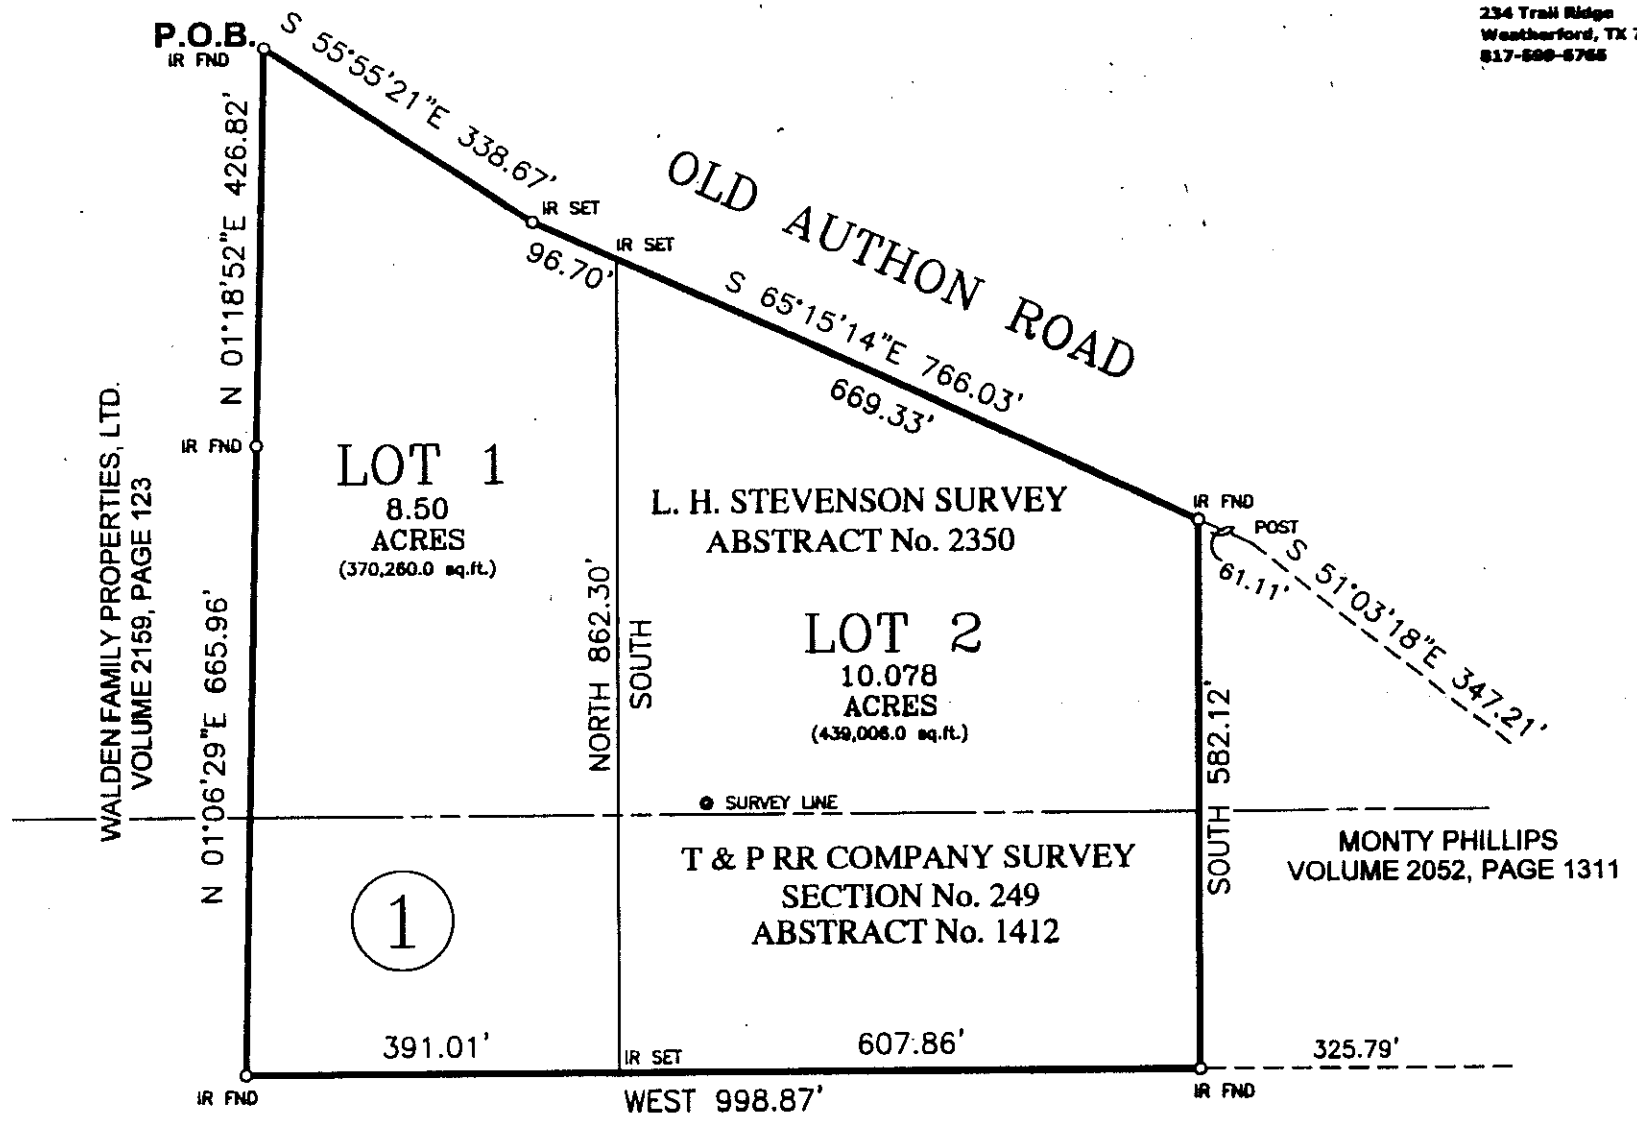 234 Trail Ridge
Weatherford, TX 7
817-599-5765
P.O.B.
IR FND
S 55°55'21"E 338.67'
N 01°18'52"E 426.82'
IR SET
96.70'
IR SET
OLD AUTHON ROAD
S 65°15'14"E 766.03'
669.33'
WALDEN FAMILY PROPERTIES, LTD.
VOLUME 2159, PAGE 123
IR FND
LOT 1
8.50
ACRES
(370,260.0 sq.ft.)
L. H. STEVENSON SURVEY
ABSTRACT No. 2350
IR FND
POST
61.11'
S 51°03'18"E 347.21'
N 01°06'29"E 665.96'
NORTH 862.30'
SOUTH
LOT 2
10.078
ACRES
(439,006.0 sq.ft.)
SOUTH 582.12'
SURVEY LINE
MONTY PHILLIPS
VOLUME 2052, PAGE 1311
T & P RR COMPANY SURVEY
SECTION No. 249
ABSTRACT No. 1412
1
391.01'
IR SET
607.86'
325.79'
IR FND
WEST 998.87'
IR FND